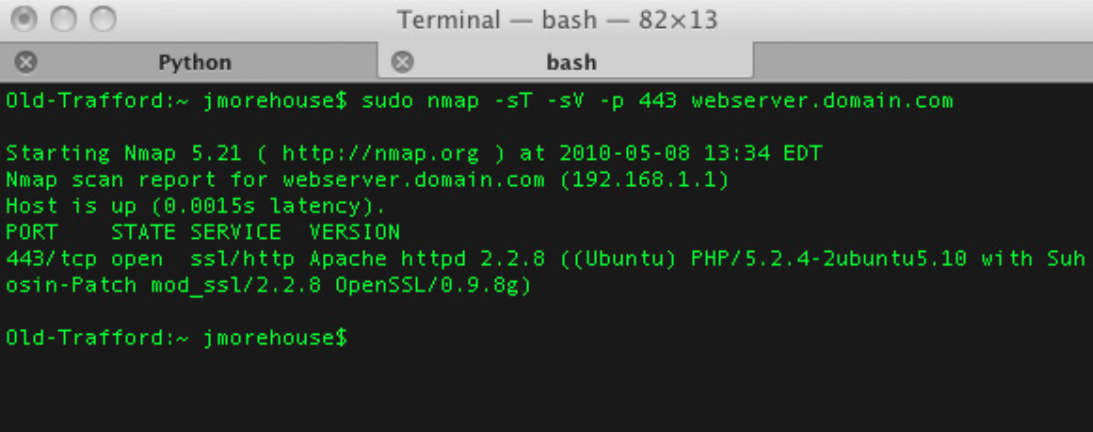 Terminal — bash — 82×13
Python bash
Old-Trafford:~ jmorehouse$ sudo nmap -sT -sV -p 443 webserver.domain.com
Starting Nmap 5.21 ( http://nmap.org ) at 2010-05-08 13:34 EDT
Nmap scan report for webserver.domain.com (192.168.1.1)
Host is up (0.0015s latency).
PORT    STATE SERVICE  VERSION
443/tcp open  ssl/http Apache httpd 2.2.8 ((Ubuntu) PHP/5.2.4-2ubuntu5.10 with Suh
osin-Patch mod_ssl/2.2.8 OpenSSL/0.9.8g)
Old-Trafford:~ jmorehouse$